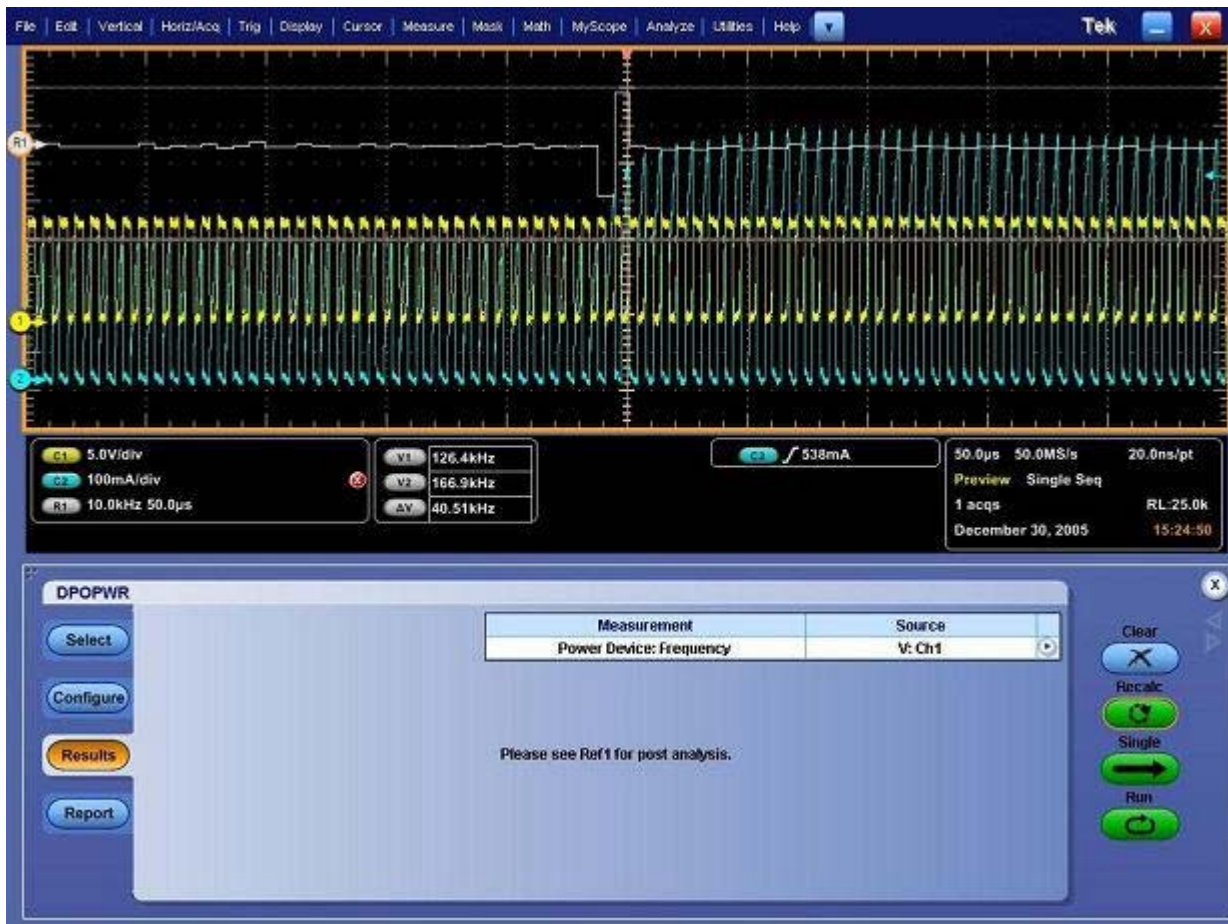 File | Edit | Vertical | Horiz/Acq | Trig | Display | Cursor | Measure | Mask | Math | MyScope | Analyze | Utilities | Help
Tek
X
R1
1
2
C1 5.0V/div
C2 100mA/div
R1 10.0kHz 50.0μs
V1 126.4kHz
V2 166.9kHz
ΔV 40.51kHz
C2 538mA
50.0μs 50.0MS/s 20.0ns/pt
Preview Single Seq
1 acqs RL:25.0k
December 30, 2005 15:24:50
DPOPWR
X
Select
Configure
Results
Report
Measurement Source
Power Device: Frequency V: Ch1
Please see Ref1 for post analysis.
Clear
Recalc
Single
Run